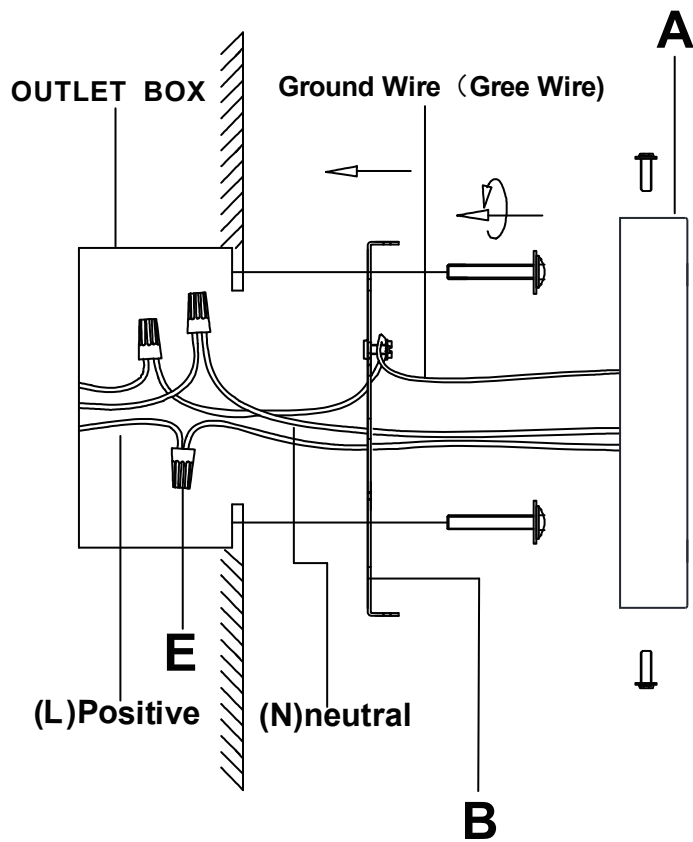 A
OUTLET BOX
Ground Wire（Gree Wire)
E
(L)Positive
(N)neutral
B